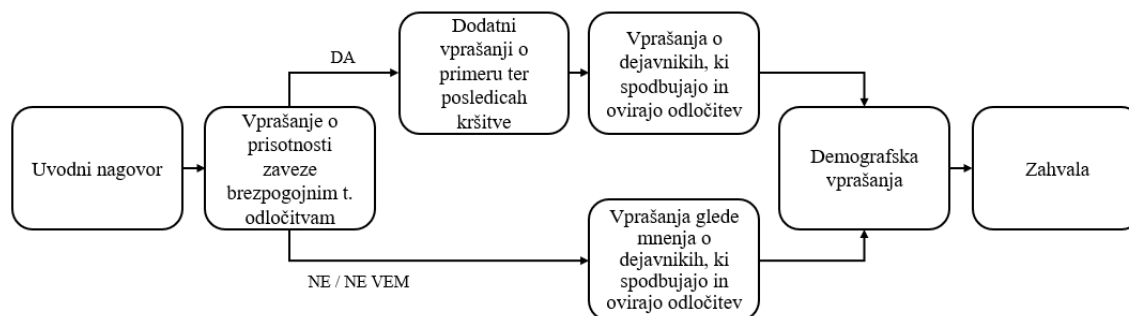 Uvodni nagovor
Vprašanje o
prisotnosti
zaveze
brezpogojnim t.
odločitvam
DA
Dodatni
vprašanji o
primeru ter
posledicah
kršitve
Vprašanja o
dejavnikih, ki
spodbujajo in
ovirajo odločitev
NE / NE VEM
Vprašanja glede
mnenja o
dejavnikih, ki
spodbujajo in
ovirajo odločitev
Demografska
vprašanja
Zahvala